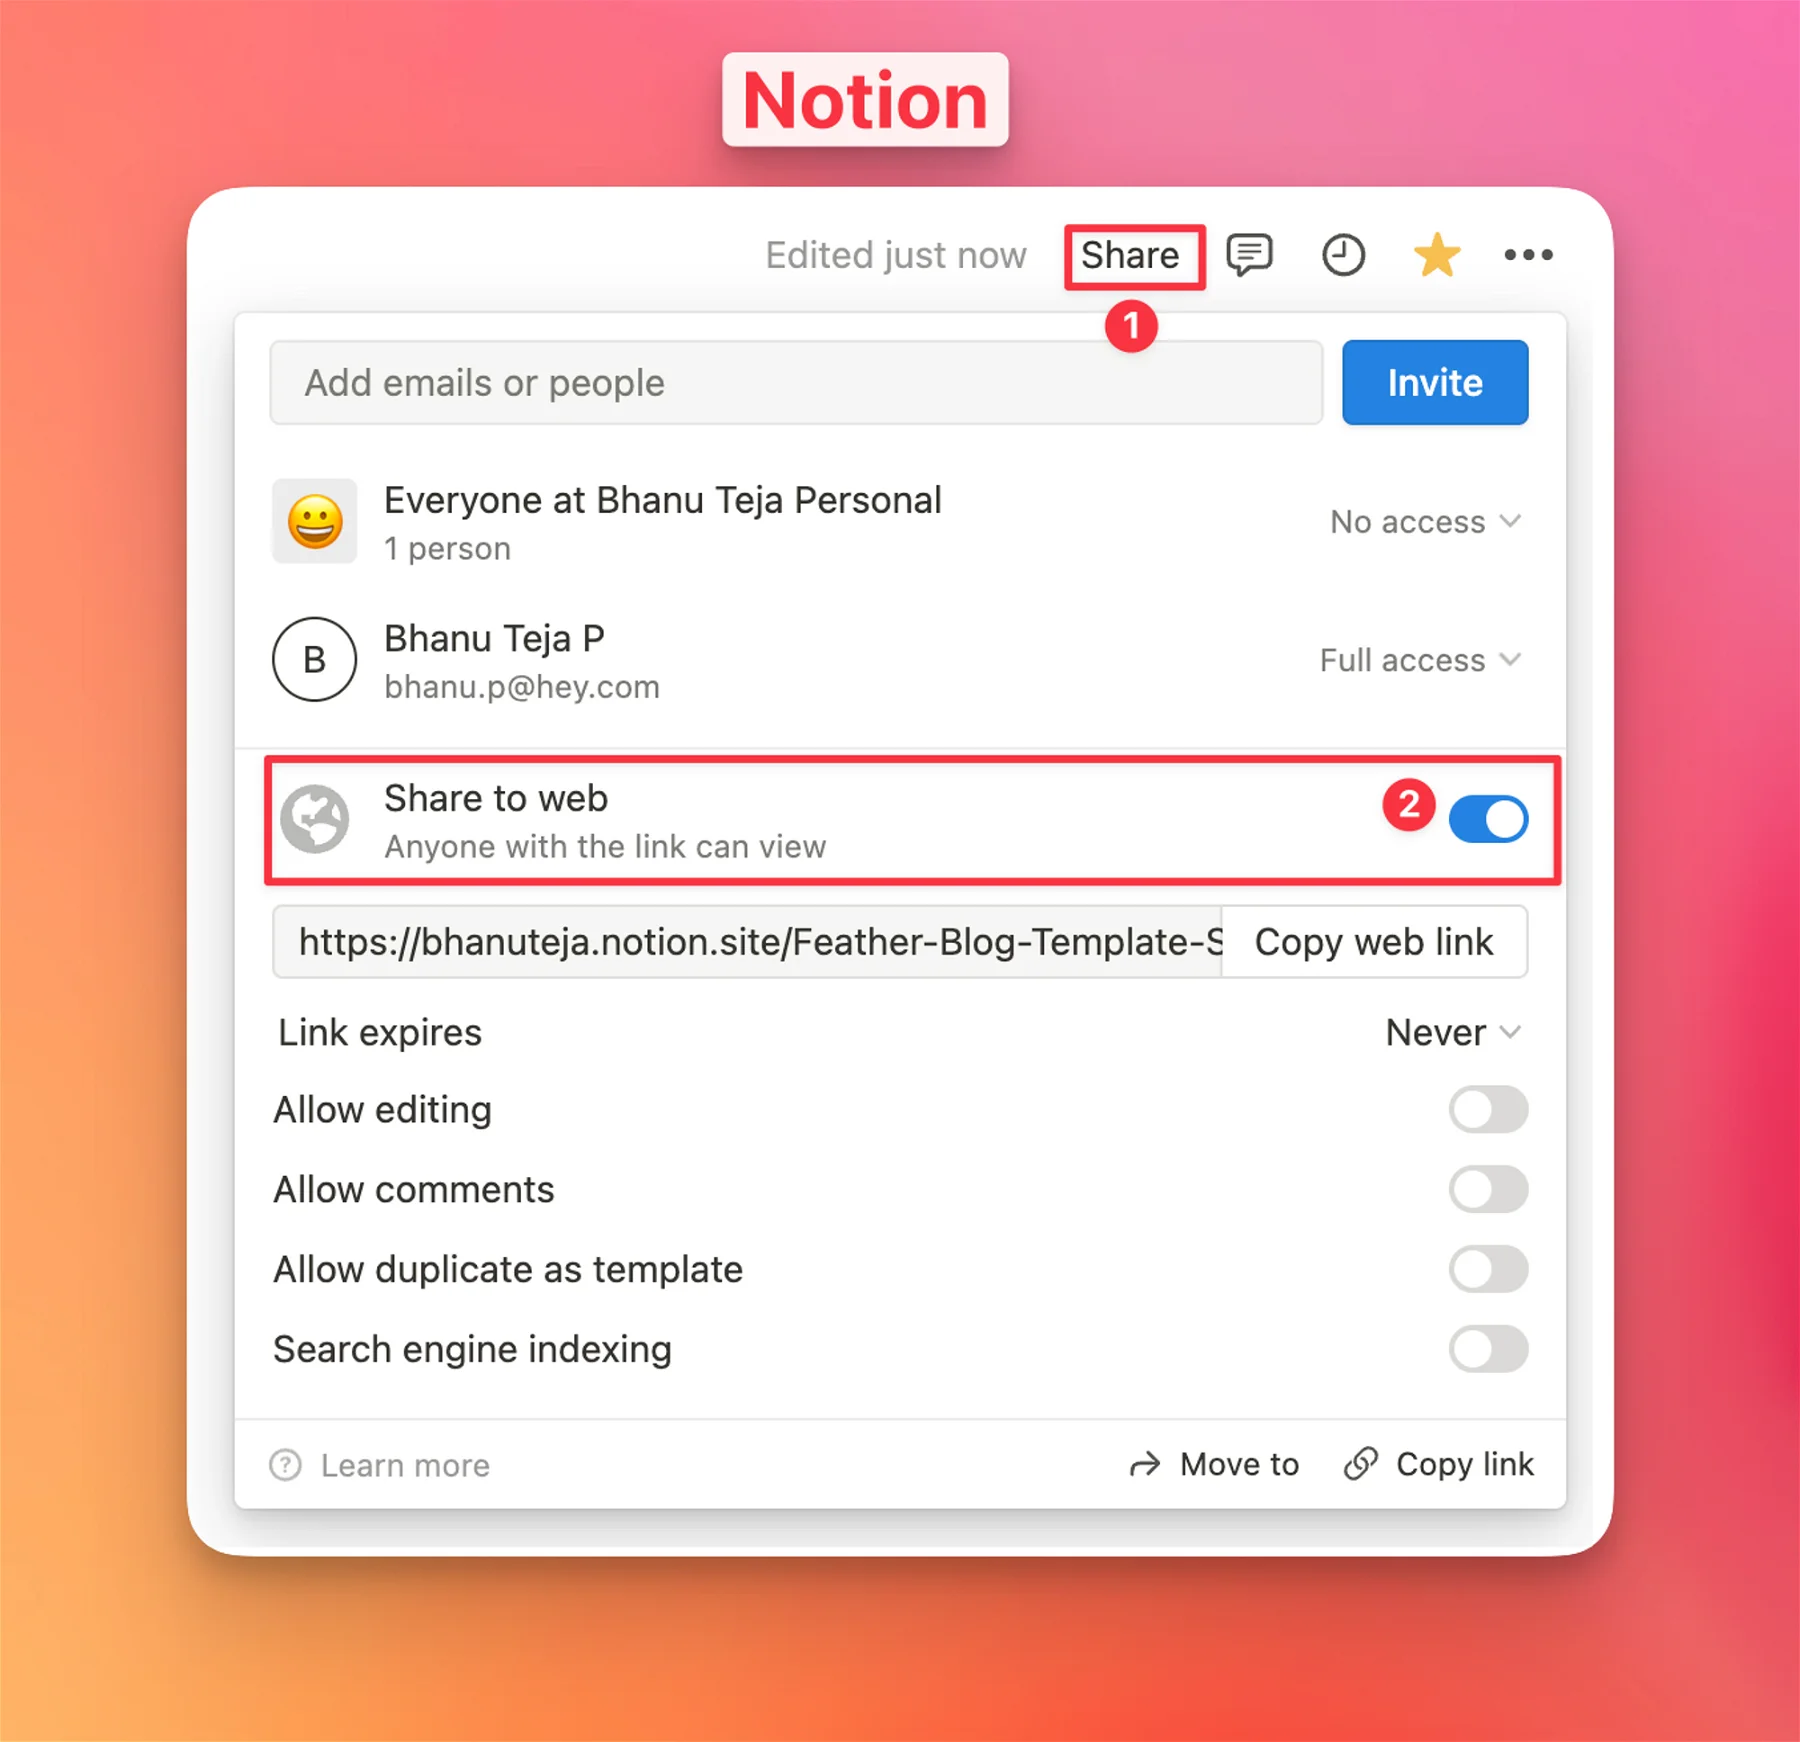 Notion
Edited just now Share
1
Add emails or people Invite
Everyone at Bhanu Teja Personal
1 person
No access
B
Bhanu Teja P
bhanu.p@hey.com
Full access
Share to web
Anyone with the link can view
2
https://bhanuteja.notion.site/Feather-Blog-Template-S Copy web link
Link expires Never
Allow editing
Allow comments
Allow duplicate as template
Search engine indexing
? Learn more Move to Copy link